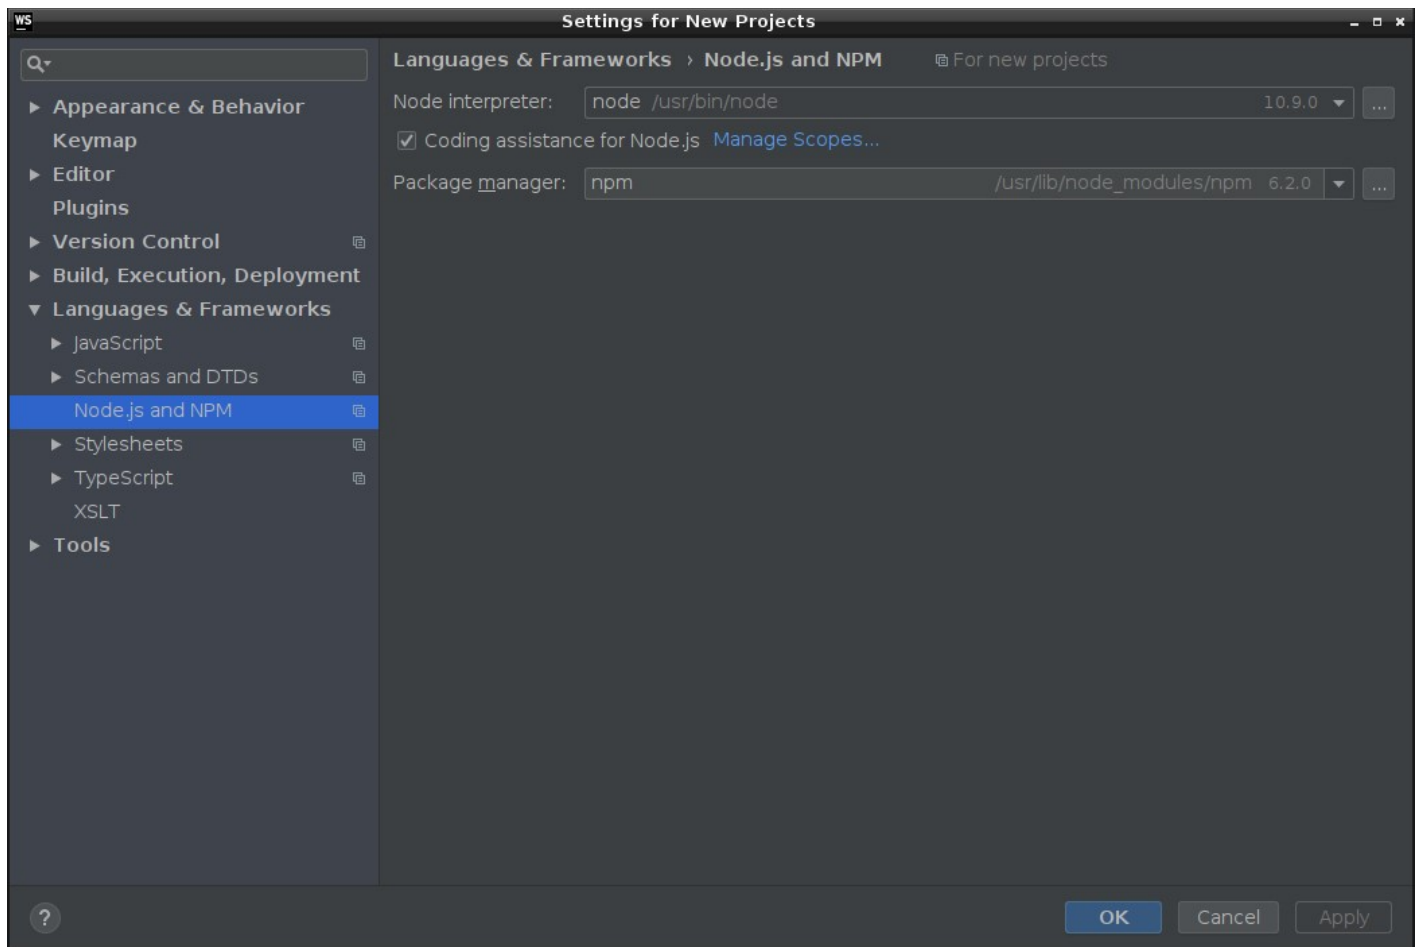 WS
Settings for New Projects
Appearance & Behavior
Keymap
Editor
Plugins
Version Control
Build, Execution, Deployment
Languages & Frameworks
JavaScript
Schemas and DTDs
Node.js and NPM
Stylesheets
TypeScript
XSLT
Tools
Languages & Frameworks › Node.js and NPM For new projects
Node interpreter: node /usr/bin/node 10.9.0 ...
Coding assistance for Node.js Manage Scopes...
Package manager: npm /usr/lib/node_modules/npm 6.2.0 ...
? OK Cancel Apply